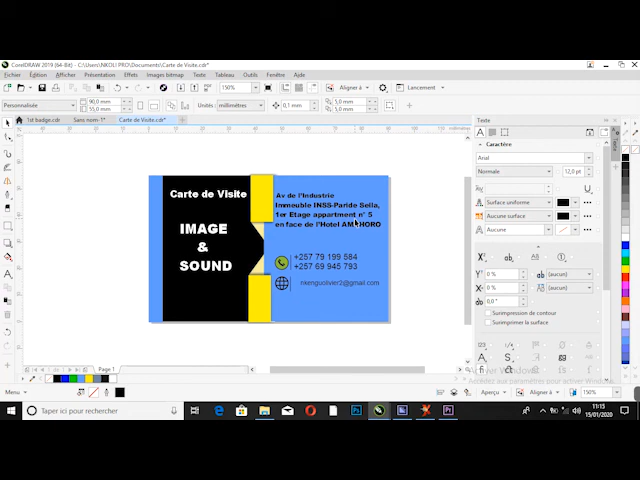 CorelDRAW 2019 (64-Bit) - C:\Users\NKOLI PRO\Documents\Carte de Visite.cdr*
Fichier Édition Afficher Présentation Effets Images bitmap Texte Tableau Outils Fenêtre Aide
150% Aligner à Lancement
Personnalisée 90,0 mm 55,0 mm Unités: millimètres 0,1 mm 5,0 mm 5,0 mm
1st badge.cdr Sans nom-1* Carte de Visite.cdr*
millimètres
Texte
Caractère
Arial
Normale 12,0 pt
Surface uniforme
Aucune surface
Aucune
0 % (aucun)
0 % (aucun)
0,0 °
Surimpression de contour
Surimprimer la surface
Carte de Visite
IMAGE
&
SOUND
Av de l'Industrie
Immeuble INSS-Paride Sella,
1er Etage appartment n° 5
en face de l'Hotel AMAHORO
+257 79 199 584
+257 69 945 793
nkenguolivier2@gmail.com
Activer Windows
Accédez aux paramètres pour activer Windows.
Page 1
Menu Aperçu Aligner à 150%
Taper ici pour rechercher
11:15
15/01/2020